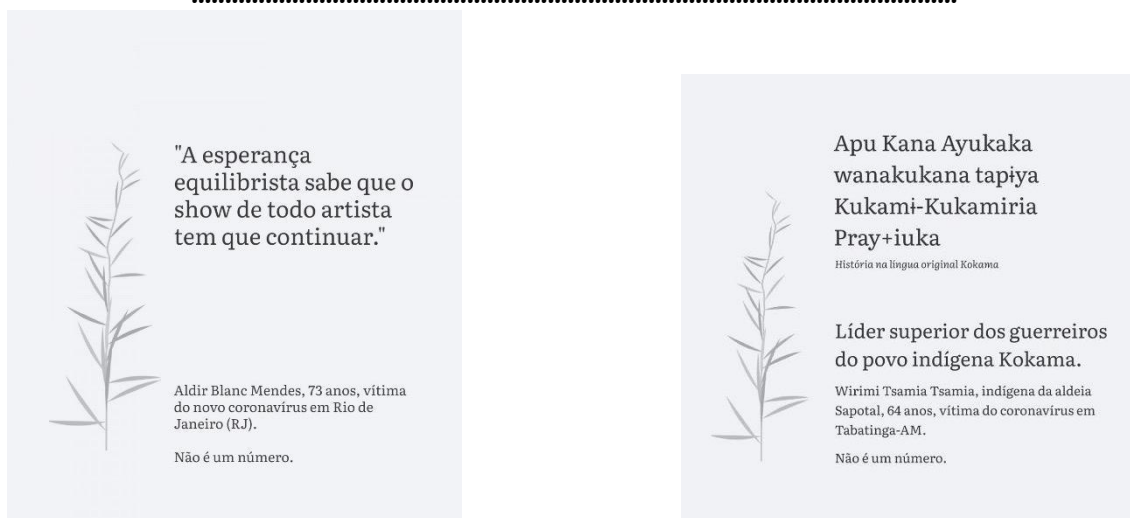 "A esperança
equilibrista sabe que o
show de todo artista
tem que continuar."
Aldir Blanc Mendes, 73 anos, vítima
do novo coronavírus em Rio de
Janeiro (RJ).
Não é um número.
Apu Kana Ayukaka
wanakukana tapɨya
Kukamɨ-Kukamiria
Pray+iuka
História na língua original Kokama
Líder superior dos guerreiros
do povo indígena Kokama.
Wirimi Tsamia Tsamia, indígena da aldeia
Sapotal, 64 anos, vítima do coronavírus em
Tabatinga-AM.
Não é um número.